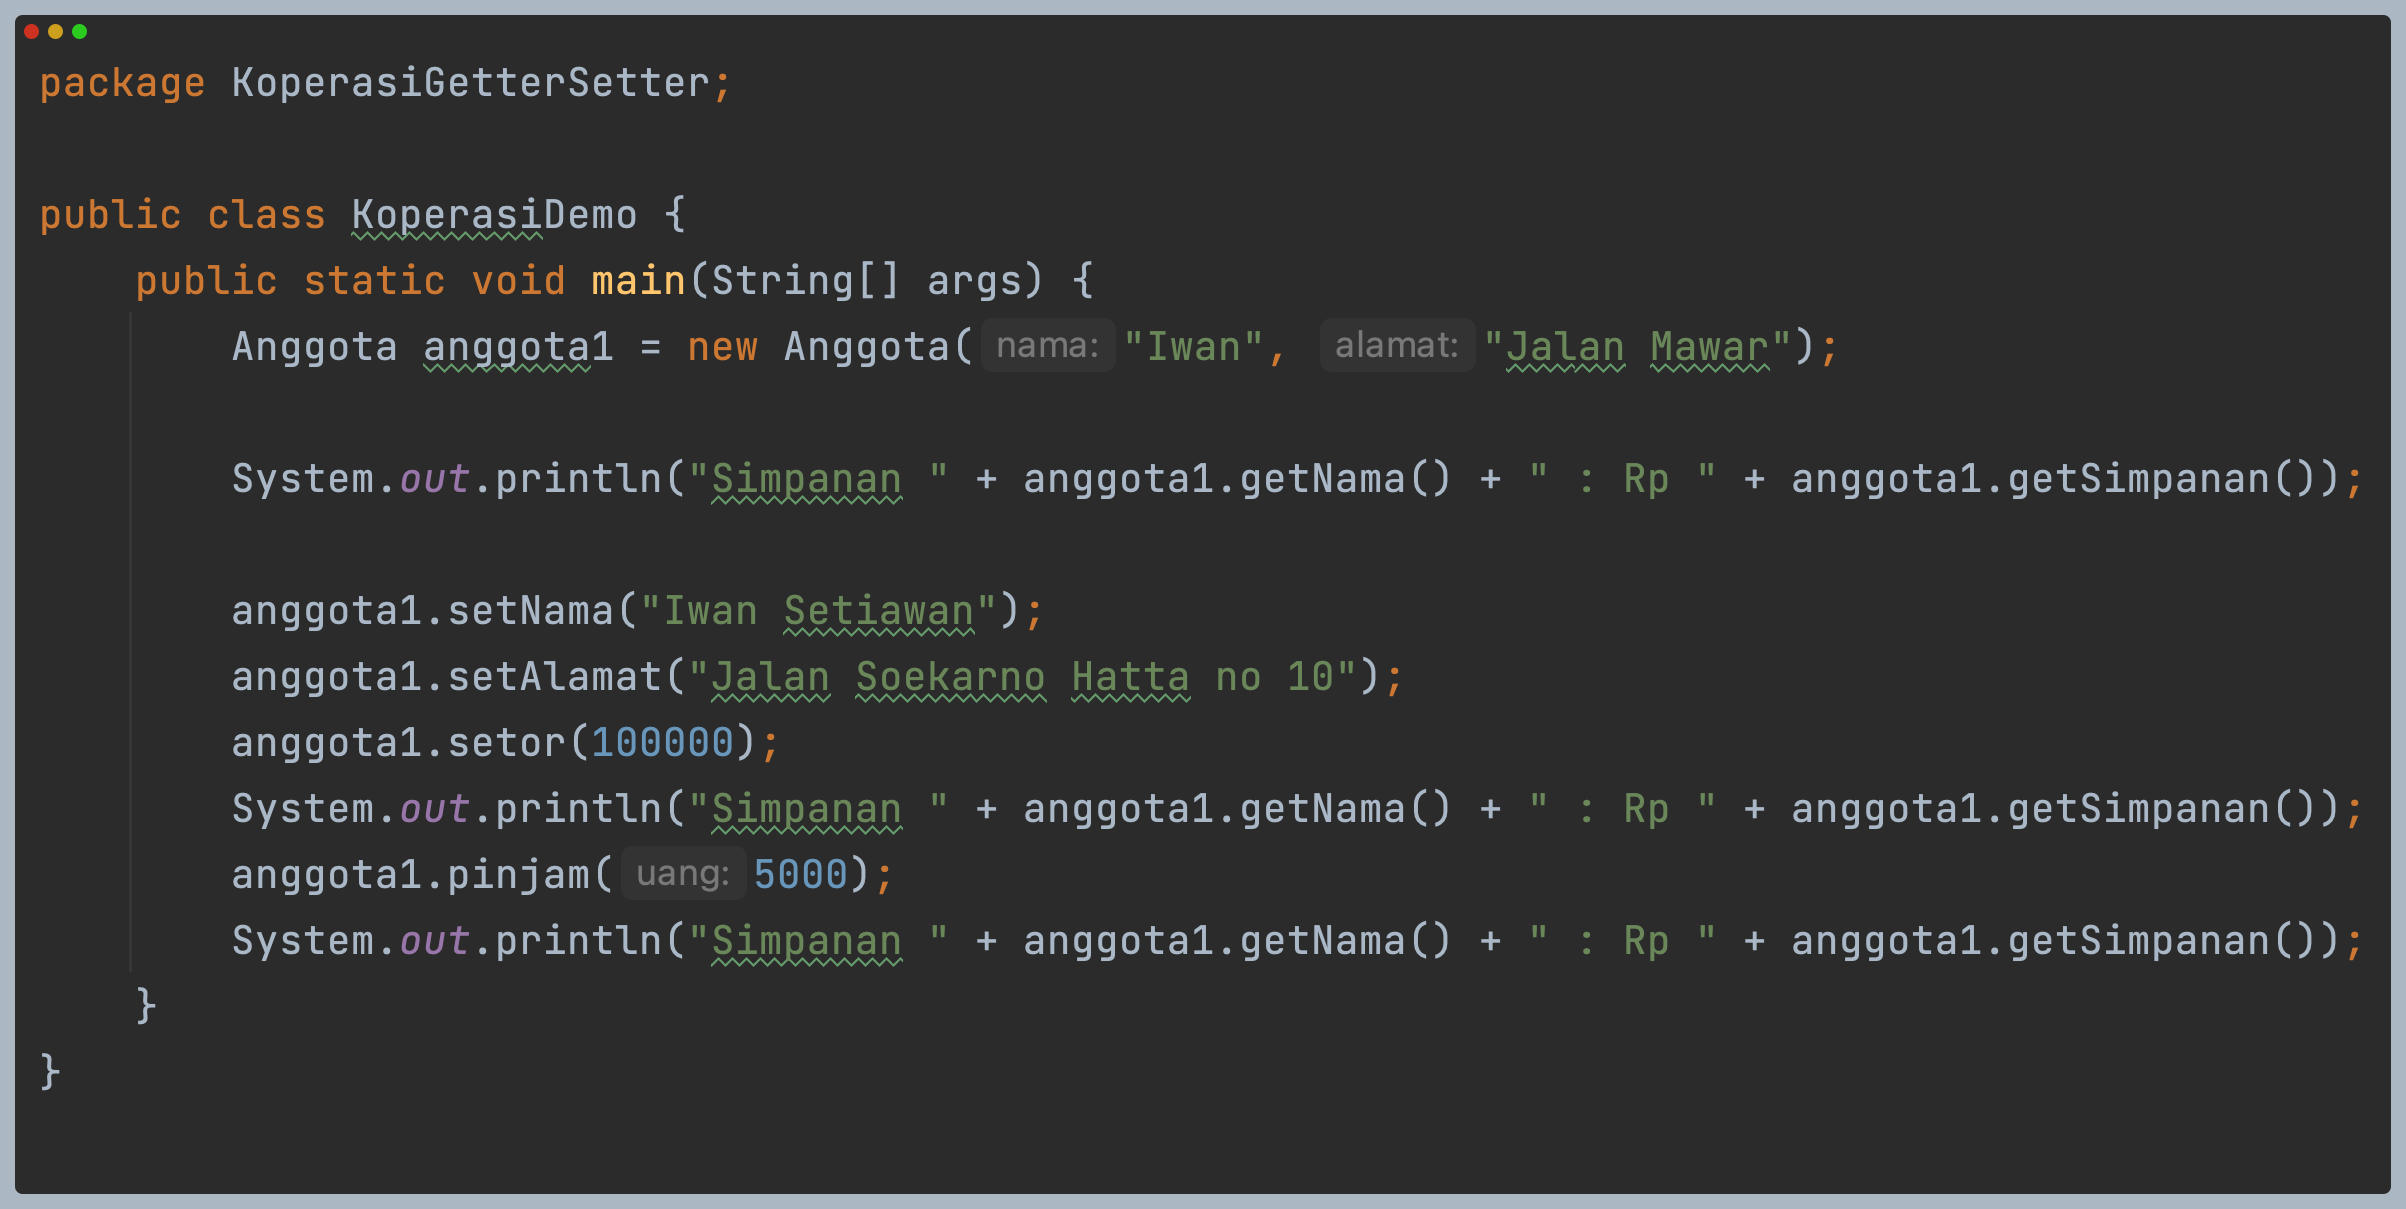 package KoperasiGetterSetter;
public class KoperasiDemo {
public static void main(String[] args) {
Anggota anggota1 = new Anggota( nama: "Iwan", alamat: "Jalan Mawar");
System.out.println("Simpanan " + anggota1.getNama() + " : Rp " + anggota1.getSimpanan());
anggota1.setNama("Iwan Setiawan");
anggota1.setAlamat("Jalan Soekarno Hatta no 10");
anggota1.setor(100000);
System.out.println("Simpanan " + anggota1.getNama() + " : Rp " + anggota1.getSimpanan());
anggota1.pinjam( uang: 5000);
System.out.println("Simpanan " + anggota1.getNama() + " : Rp " + anggota1.getSimpanan());
}
}